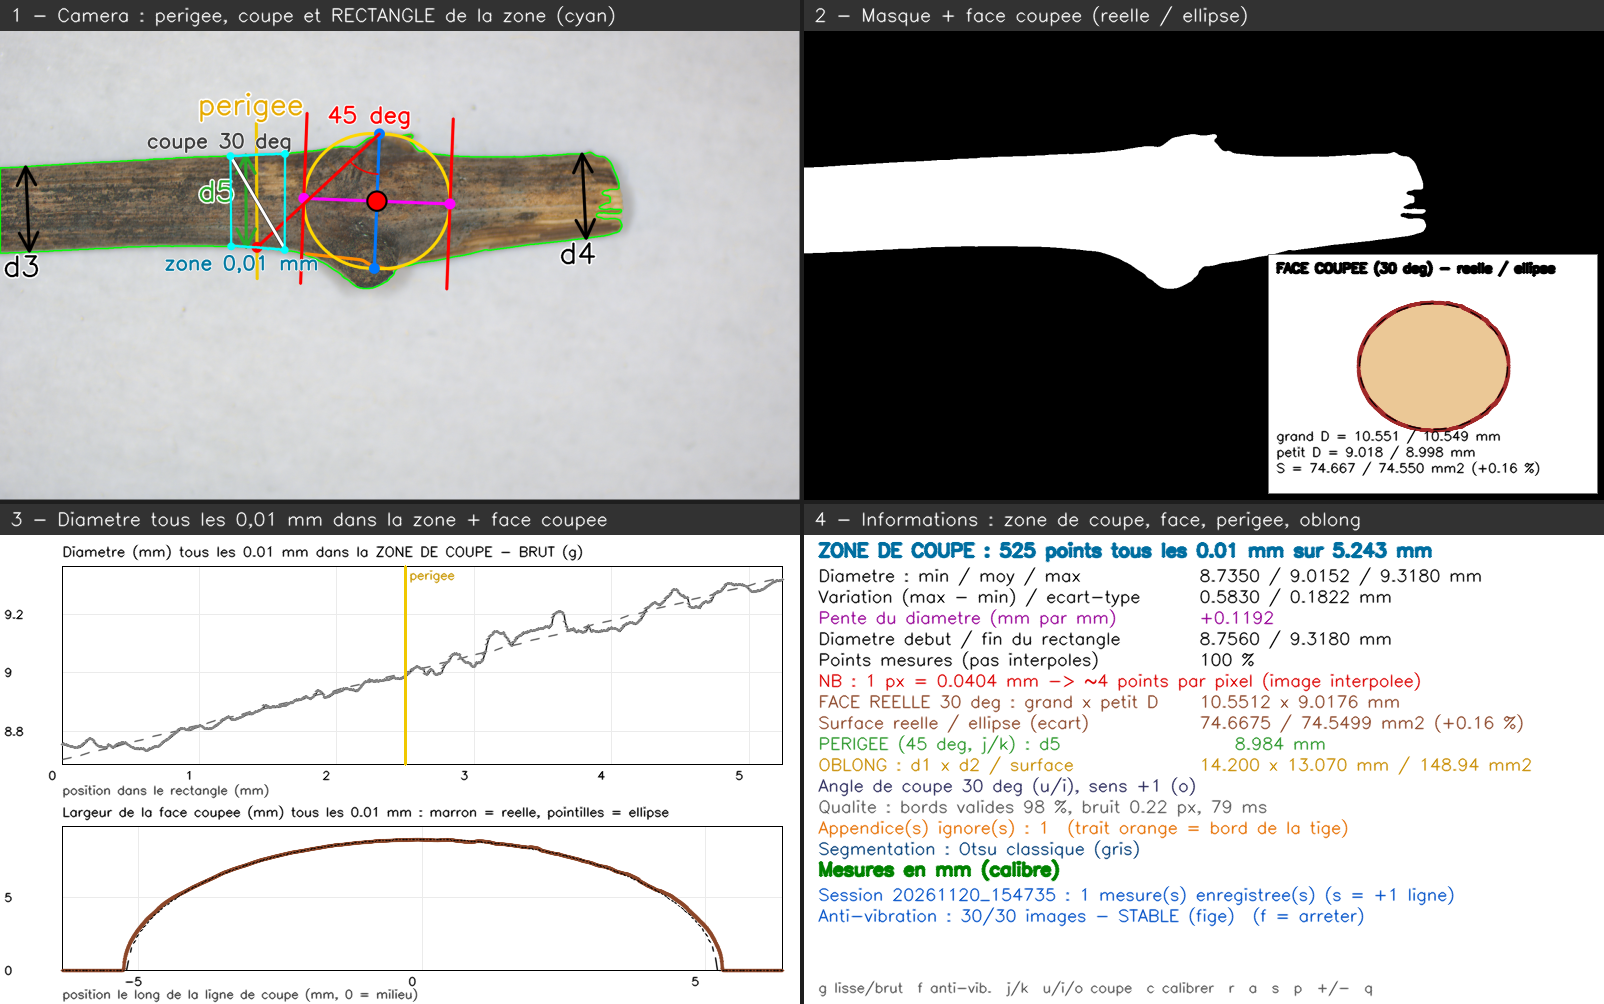 1 - Camera : perigee, coupe et RECTANGLE de la zone (cyan)
perigee
45 deg
coupe 30 deg
d5
d3
zone 0,01 mm
d4
2 - Masque + face coupee (reelle / ellipse)
FACE COUPEE (30 deg) - reelle / ellipse
grand D = 10.551 / 10.549 mm
petit D = 9.018 / 8.998 mm
S = 74.667 / 74.550 mm2 (+0.16 %)
3 - Diametre tous les 0,01 mm dans la zone + face coupee
Diametre (mm) tous les 0.01 mm dans la ZONE DE COUPE - BRUT (g)
perigee
9.2
9
8.8
0 1 2 3 4 5
position dans le rectangle (mm)
Largeur de la face coupee (mm) tous les 0.01 mm : marron = reelle, pointilles = ellipse
5
0
-5 0 5
position le long de la ligne de coupe (mm, 0 = milieu)
4 - Informations : zone de coupe, face, perigee, oblong
ZONE DE COUPE : 525 points tous les 0.01 mm sur 5.243 mm
Diametre : min / moy / max 8.7350 / 9.0152 / 9.3180 mm
Variation (max - min) / ecart-type 0.5830 / 0.1822 mm
Pente du diametre (mm par mm) +0.1192
Diametre debut / fin du rectangle 8.7560 / 9.3180 mm
Points mesures (pas interpoles) 100 %
NB : 1 px = 0.0404 mm -> ~4 points par pixel (image interpolee)
FACE REELLE 30 deg : grand x petit D 10.5512 x 9.0176 mm
Surface reelle / ellipse (ecart) 74.6675 / 74.5499 mm2 (+0.16 %)
PERIGEE (45 deg, j/k) : d5 8.984 mm
OBLONG : d1 x d2 / surface 14.200 x 13.070 mm / 148.94 mm2
Angle de coupe 30 deg (u/i), sens +1 (o)
Qualite : bords valides 98 %, bruit 0.22 px, 79 ms
Appendice(s) ignore(s) : 1 (trait orange = bord de la tige)
Segmentation : Otsu classique (gris)
Mesures en mm (calibre)
Session 20261120_154735 : 1 mesure(s) enregistree(s) (s = +1 ligne)
Anti-vibration : 30/30 images - STABLE (fige) (f = arreter)
g lisse/brut f anti-vib. j/k u/i/o coupe c calibrer r a s p +/- q